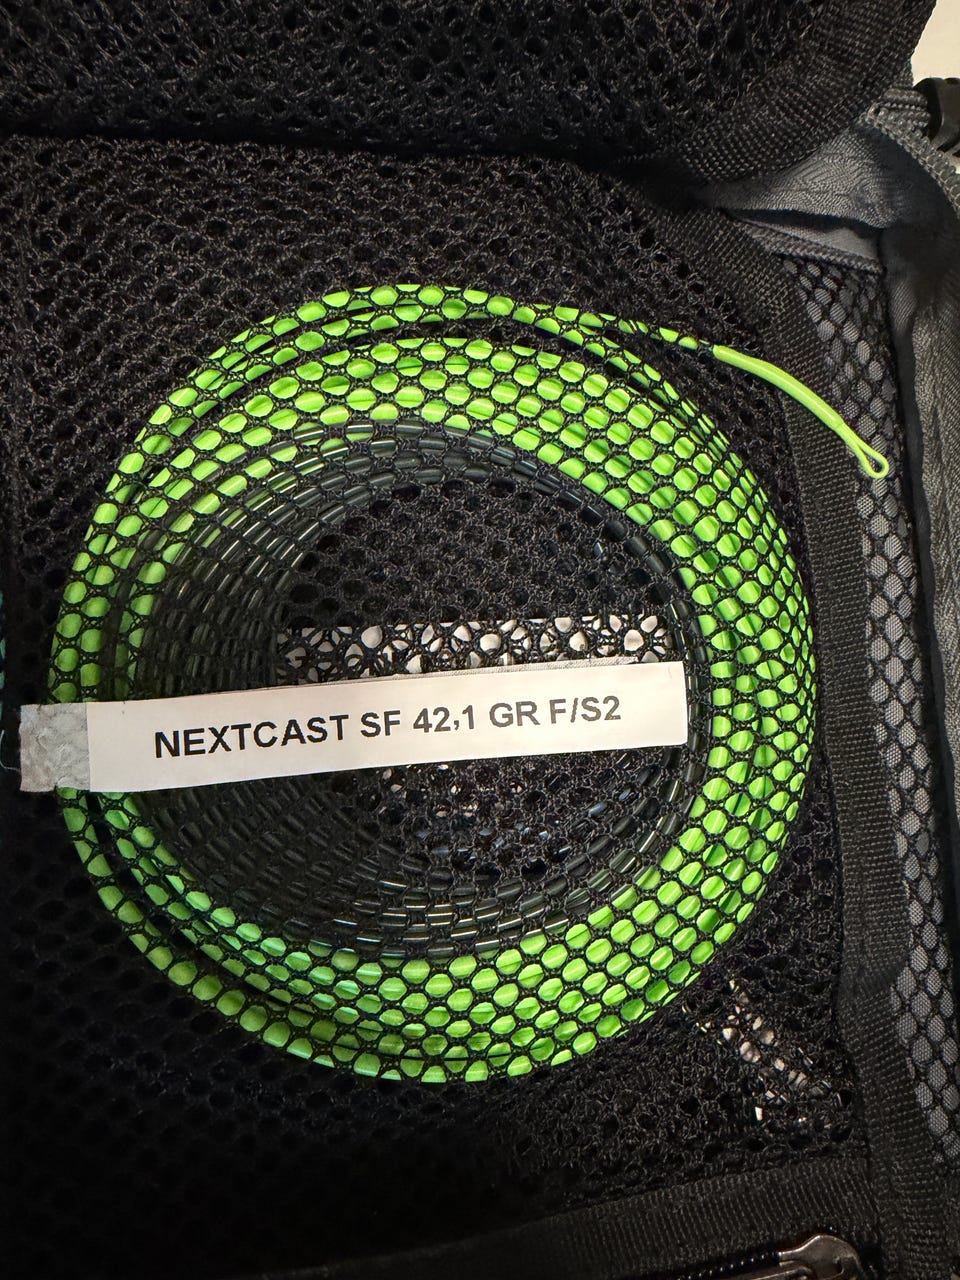 NEXTCAST SF 42,1 GR F/S2